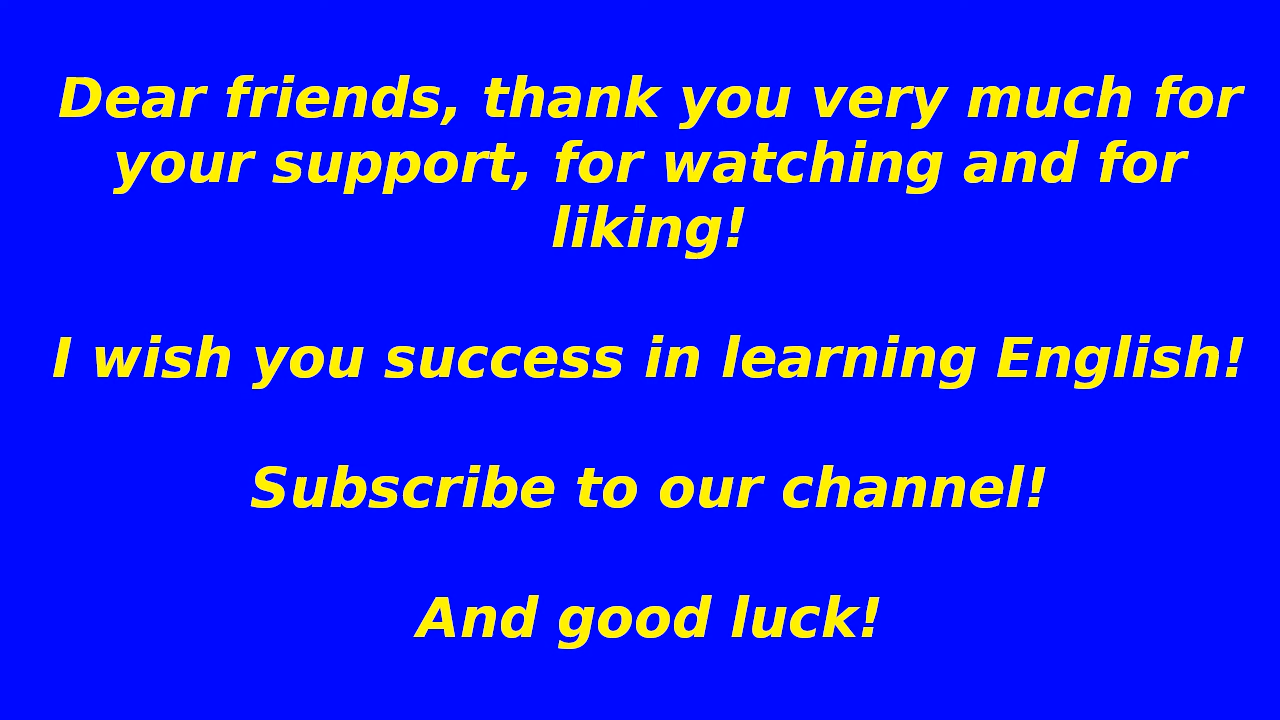 Dear friends, thank you very much for
your support, for watching and for
liking!
I wish you success in learning English!
Subscribe to our channel!
And good luck!